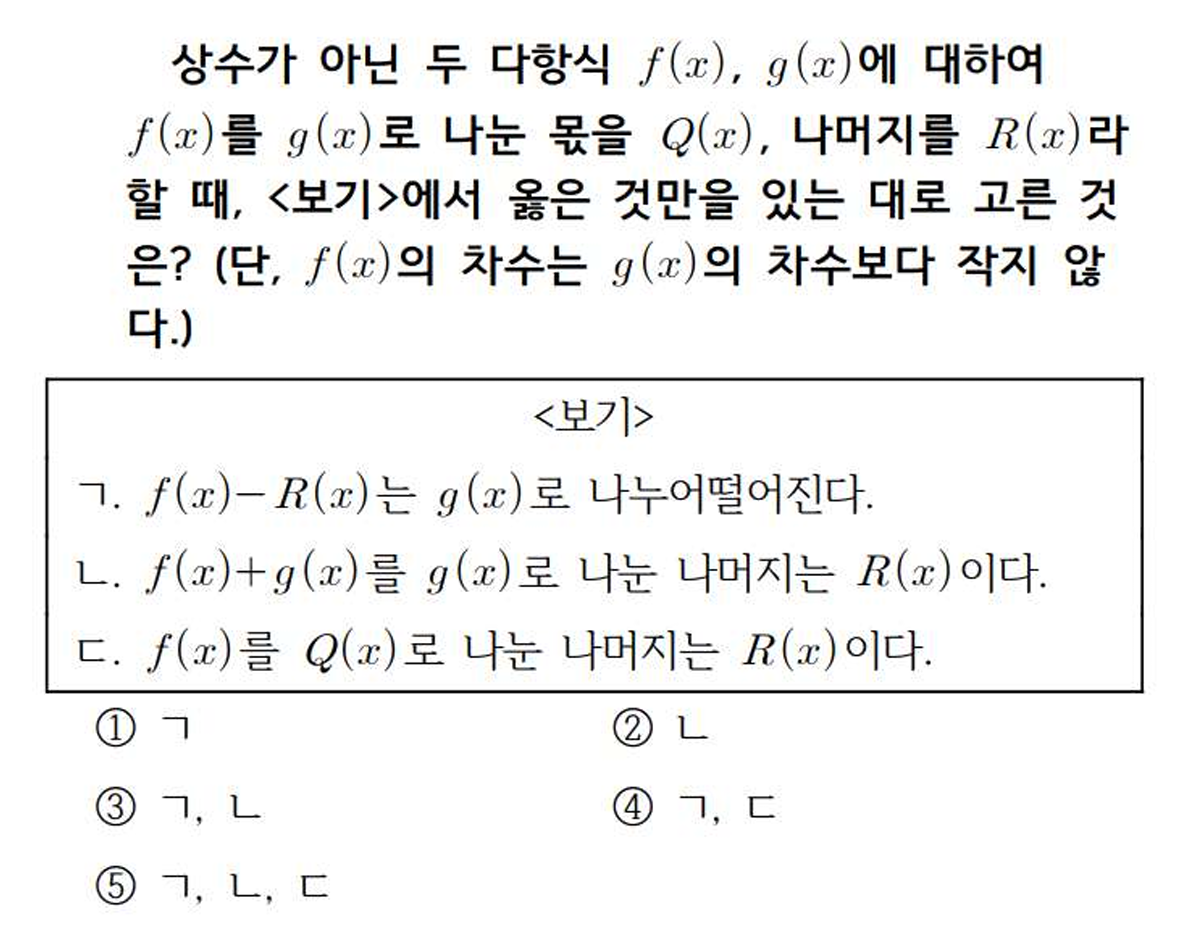 상수가 아닌 두 다항식 f(x), g(x)에 대하여
f(x)를 g(x)로 나눈 몫을 Q(x), 나머지를 R(x)라
할 때, <보기>에서 옳은 것만을 있는 대로 고른 것
은? (단, f(x)의 차수는 g(x)의 차수보다 작지 않
다.)
<보기>
ㄱ. f(x)-R(x)는 g(x)로 나누어떨어진다.
ㄴ. f(x)+g(x)를 g(x)로 나눈 나머지는 R(x)이다.
ㄷ. f(x)를 Q(x)로 나눈 나머지는 R(x)이다.
① ㄱ ② ㄴ
③ ㄱ, ㄴ ④ ㄱ, ㄷ
⑤ ㄱ, ㄴ, ㄷ